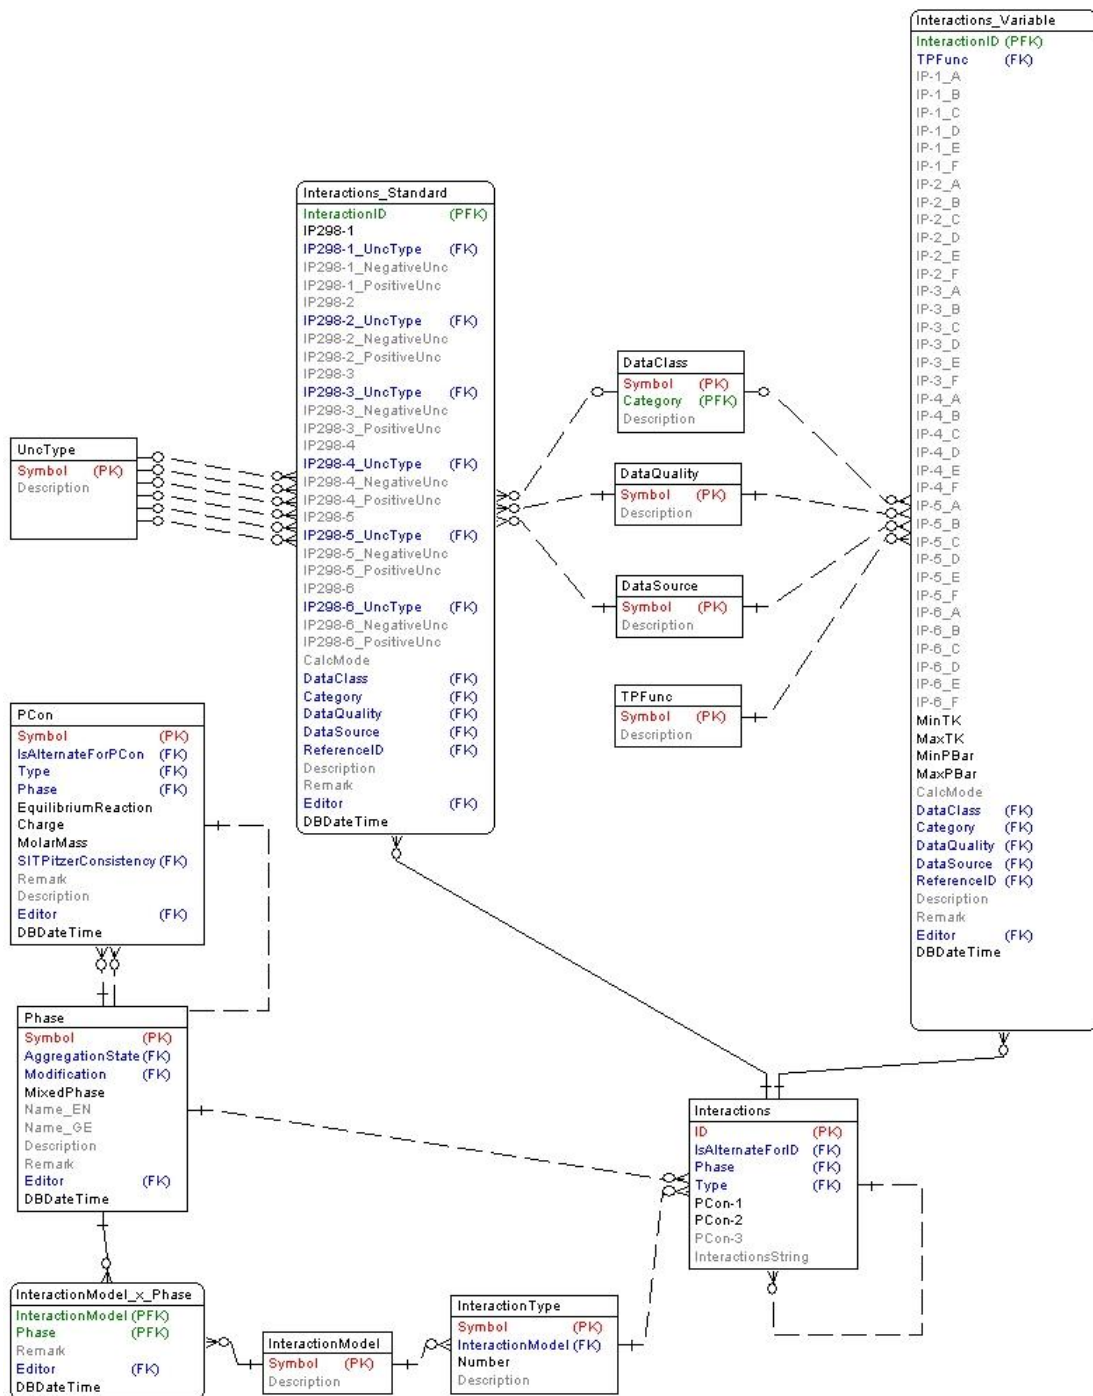 Interactions_Variable
InteractionID (PFK)
TPFunc (FK)
IP-1_A
IP-1_B
IP-1_C
IP-1_D
IP-1_E
IP-1_F
IP-2_A
IP-2_B
IP-2_C
IP-2_D
IP-2_E
IP-2_F
IP-3_A
IP-3_B
IP-3_C
IP-3_D
IP-3_E
IP-3_F
IP-4_A
IP-4_B
IP-4_C
IP-4_D
IP-4_E
IP-4_F
IP-5_A
IP-5_B
IP-5_C
IP-5_D
IP-5_E
IP-5_F
IP-6_A
IP-6_B
IP-6_C
IP-6_D
IP-6_E
IP-6_F
MinTK
MaxTK
MinPBar
MaxPBar
CalcMode
DataClass (FK)
Category (FK)
DataQuality (FK)
DataSource (FK)
ReferenceID (FK)
Description
Remark
Editor (FK)
DBDateTime
Interactions_Standard
InteractionID (PFK)
IP298-1
IP298-1_UncType (FK)
IP298-1_NegativeUnc
IP298-1_PositiveUnc
IP298-2
IP298-2_UncType (FK)
IP298-2_NegativeUnc
IP298-2_PositiveUnc
IP298-3
IP298-3_UncType (FK)
IP298-3_NegativeUnc
IP298-3_PositiveUnc
IP298-4
IP298-4_UncType (FK)
IP298-4_NegativeUnc
IP298-4_PositiveUnc
IP298-5
IP298-5_UncType (FK)
IP298-5_NegativeUnc
IP298-5_PositiveUnc
IP298-6
IP298-6_UncType (FK)
IP298-6_NegativeUnc
IP298-6_PositiveUnc
CalcMode
DataClass (FK)
Category (FK)
DataQuality (FK)
DataSource (FK)
ReferenceID (FK)
Description
Remark
Editor (FK)
DBDateTime
DataClass
Symbol (PK)
Category (PFK)
Description
DataQuality
Symbol (PK)
Description
DataSource
Symbol (PK)
Description
TPFunc
Symbol (PK)
Description
UncType
Symbol (PK)
Description
PCon
Symbol (PK)
IsAlternateForPCon (FK)
Type (FK)
Phase (FK)
EquilibriumReaction
Charge
MolarMass
SITPitzerConsistency (FK)
Remark
Description
Editor (FK)
DBDateTime
Phase
Symbol (PK)
AggregationState (FK)
Modification (FK)
MixedPhase
Name_EN
Name_GE
Description
Remark
Editor (FK)
DBDateTime
Interactions
ID (PK)
IsAlternateForID (FK)
Phase (FK)
Type (FK)
PCon-1
PCon-2
PCon-3
InteractionsString
InteractionModel_x_Phase
InteractionModel (PFK)
Phase (PFK)
Remark
Editor (FK)
DBDateTime
InteractionModel
Symbol (PK)
Description
InteractionType
Symbol (PK)
InteractionModel (FK)
Number
Description